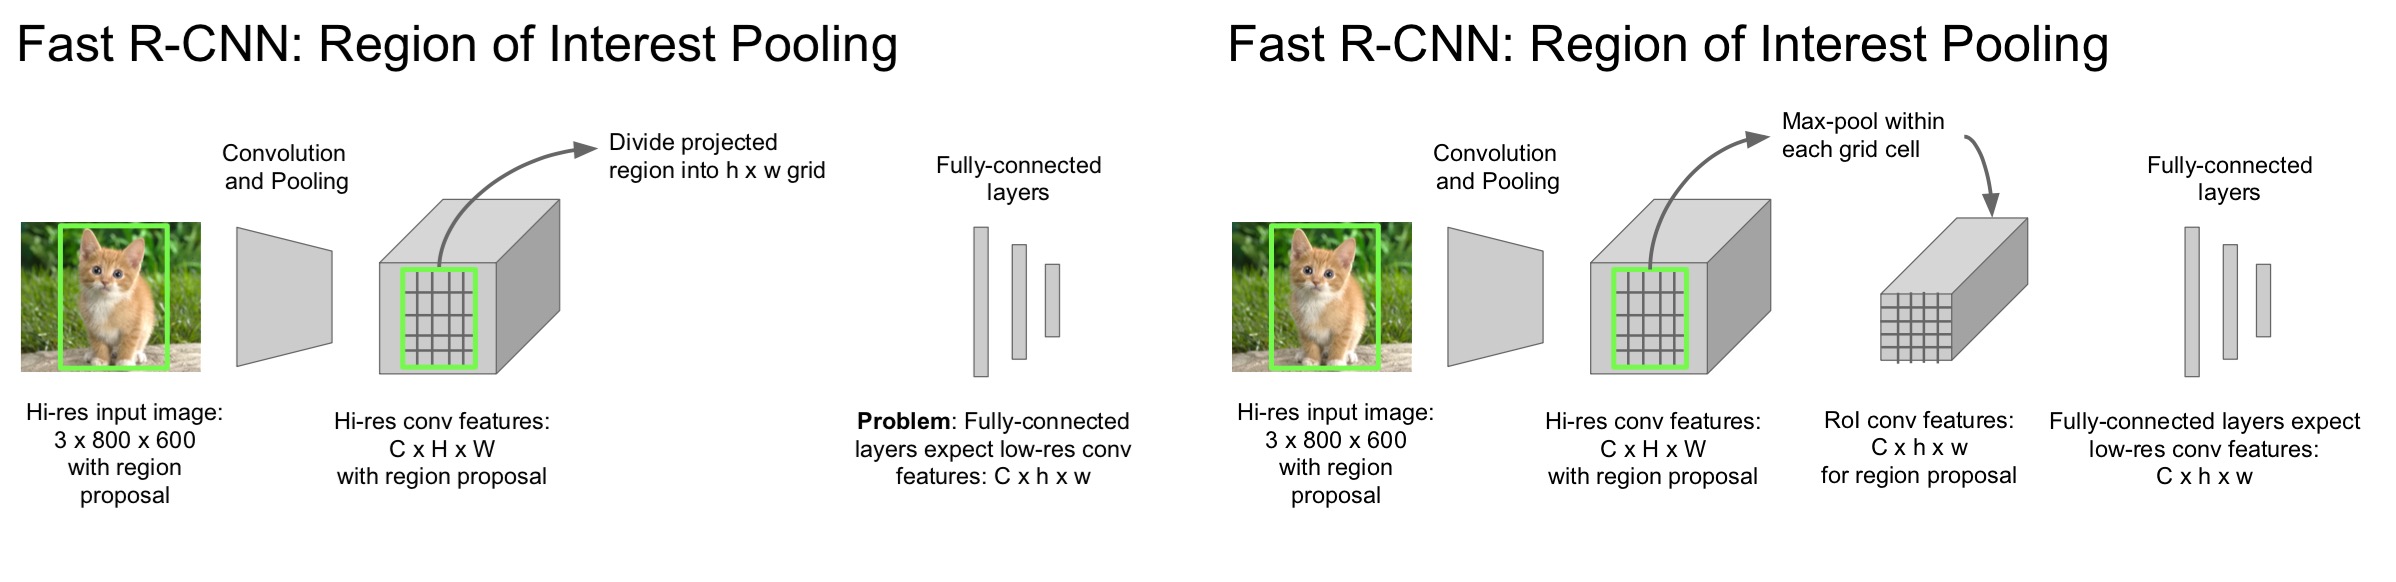 Fast R-CNN: Region of Interest Pooling
Convolution
and Pooling
Divide projected
region into h x w grid
Fully-connected
layers
Hi-res input image:
3 x 800 x 600
with region
proposal
Hi-res conv features:
C x H x W
with region proposal
Problem: Fully-connected
layers expect low-res conv
features: C x h x w
Fast R-CNN: Region of Interest Pooling
Convolution
and Pooling
Max-pool within
each grid cell
Fully-connected
layers
Hi-res input image:
3 x 800 x 600
with region
proposal
Hi-res conv features:
C x H x W
with region proposal
RoI conv features:
C x h x w
for region proposal
Fully-connected layers expect
low-res conv features:
C x h x w